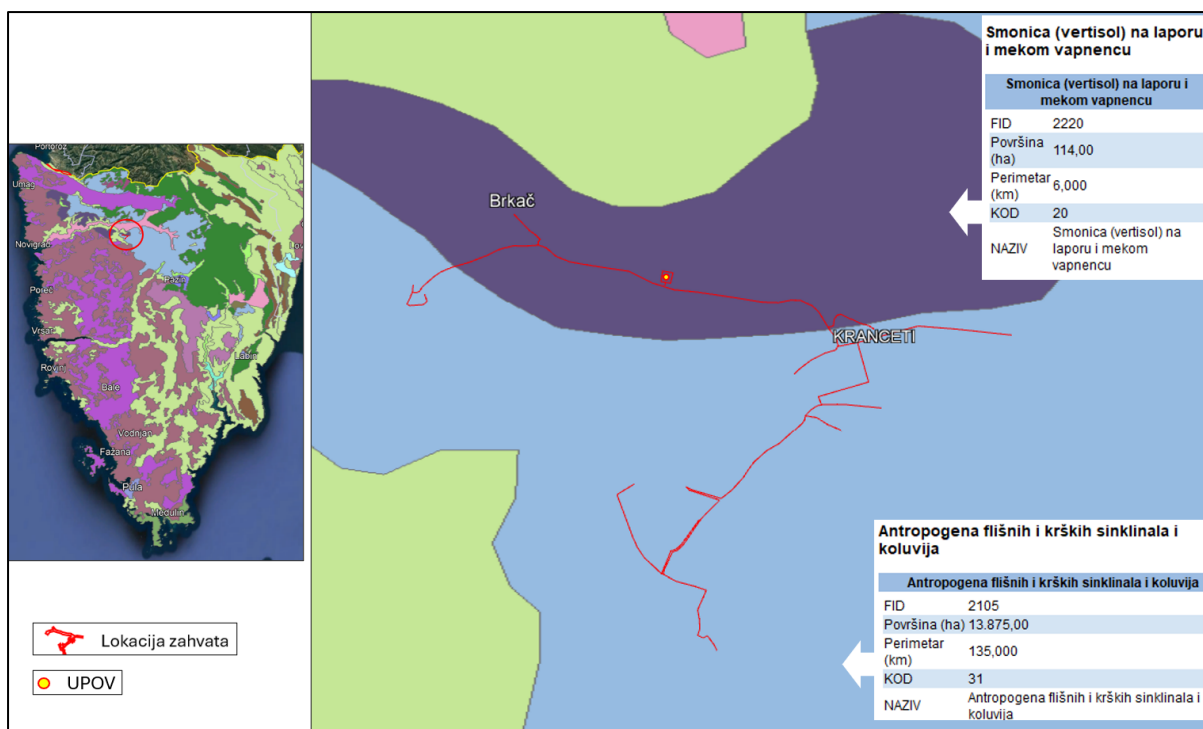 Portorož
Umag
Novigrad
Pazin
Poreč
Vrsar
Rovinj
Labin
Bale
Vodnjan
Fažana
Pula
Medulin
Lokacija zahvata
UPOV
Brkač
KRANCETI
Smonica (vertisol) na laporu
i mekom vapnencu
Smonica (vertisol) na laporu i
mekom vapnencu
FID 2220
Površina
(ha) 114,00
Perimetar
(km) 6,000
KOD 20
NAZIV Smonica (vertisol) na
laporu i mekom
vapnencu
Antropogena flišnih i krških sinklinala i
koluvija
Antropogena flišnih i krških sinklinala i koluvija
FID 2105
Površina (ha) 13.875,00
Perimetar
(km) 135,000
KOD 31
NAZIV Antropogena flišnih i krških sinklinala i
koluvija